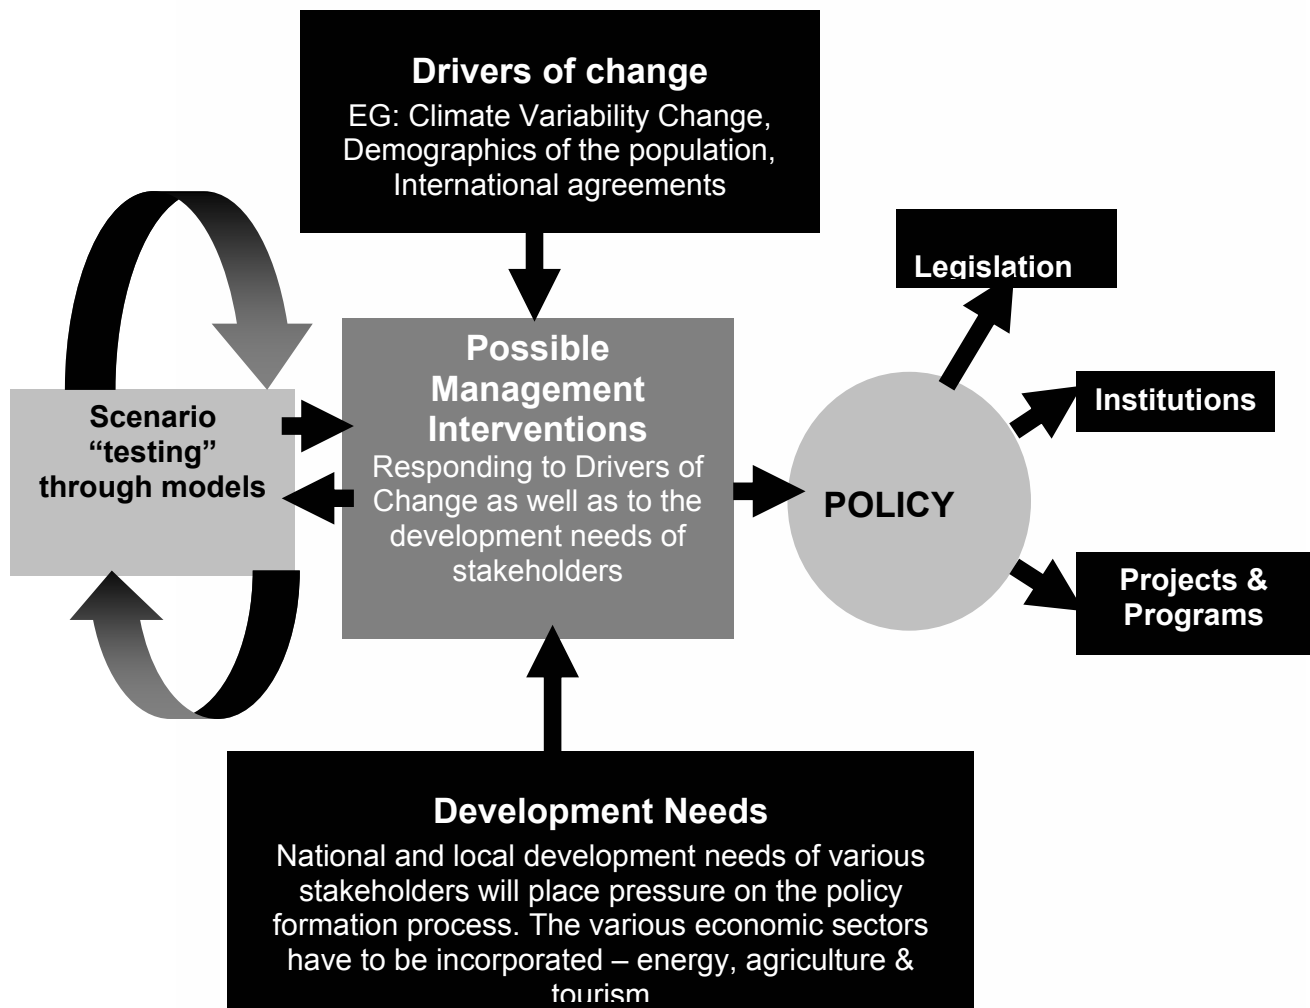 Drivers of change
EG: Climate Variability Change,
Demographics of the population,
International agreements
Legislation
Possible
Management
Interventions
Responding to Drivers of
Change as well as to the
development needs of
stakeholders
Scenario
“testing”
through models
Institutions
POLICY
Projects &
Programs
Development Needs
National and local development needs of various
stakeholders will place pressure on the policy
formation process. The various economic sectors
have to be incorporated – energy, agriculture &
tourism